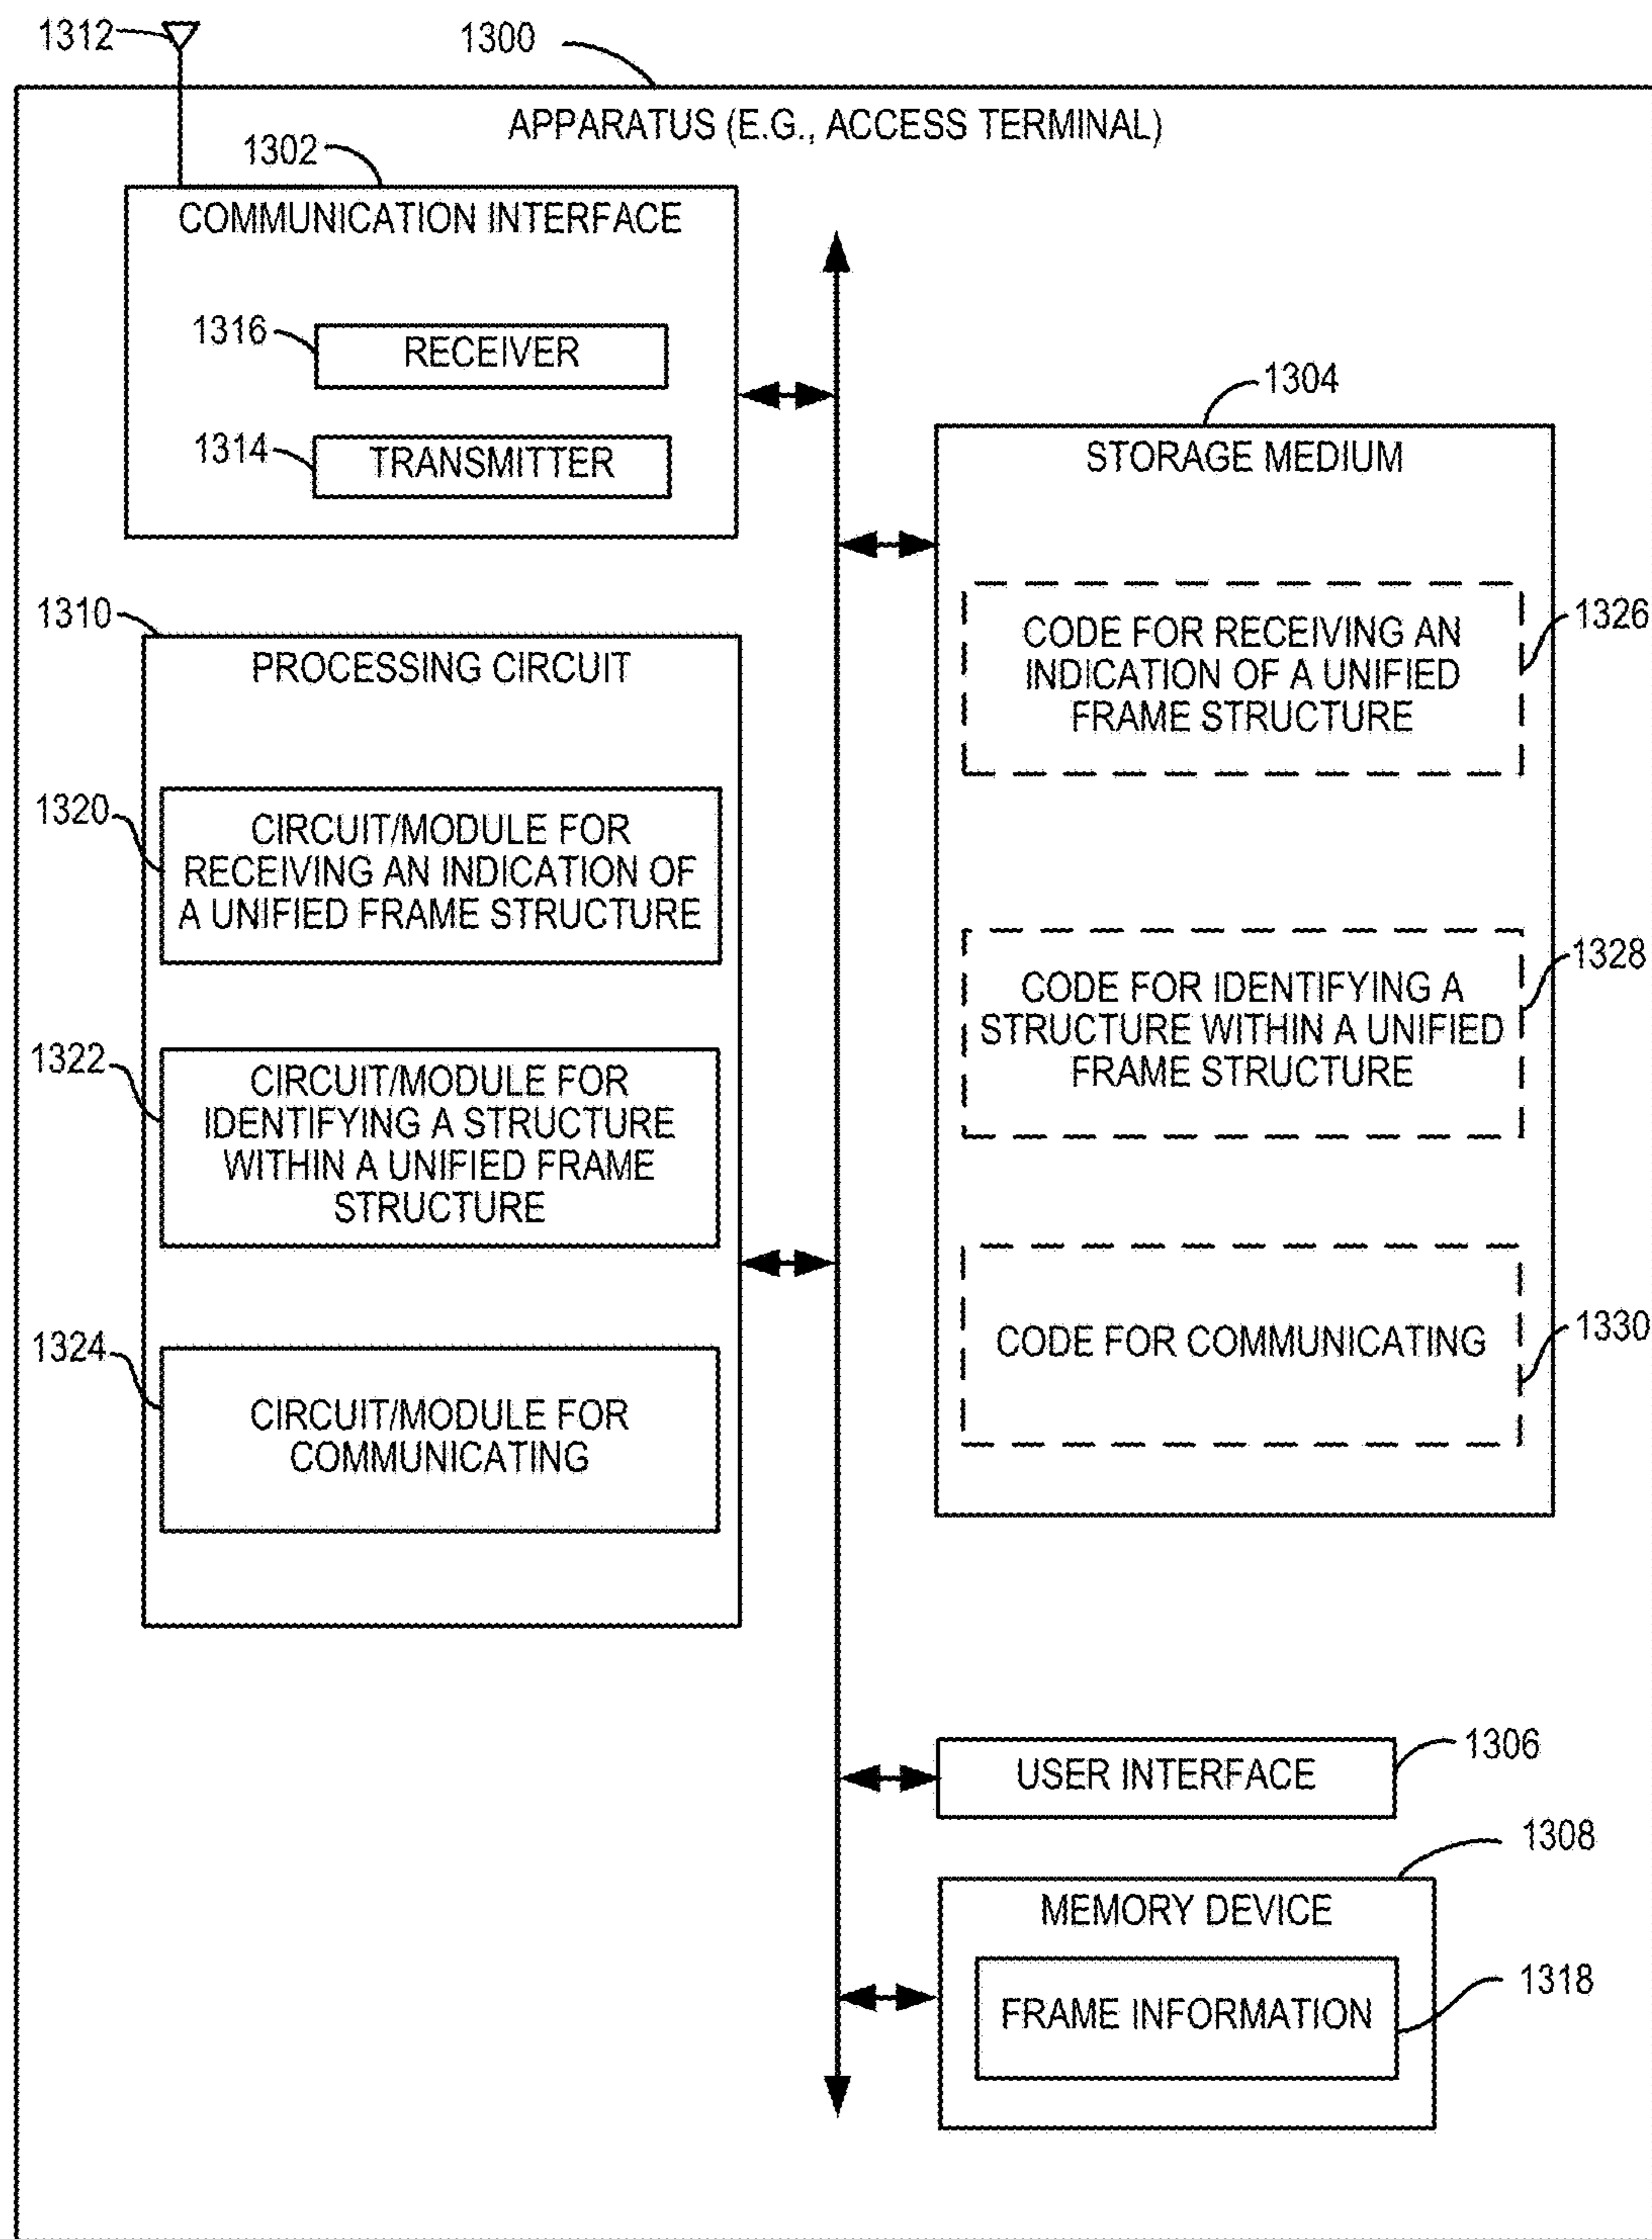 1312
1300
APPARATUS (E.G., ACCESS TERMINAL)
1302
COMMUNICATION INTERFACE
1316
RECEIVER
1314
TRANSMITTER
1304
STORAGE MEDIUM
CODE FOR RECEIVING AN
INDICATION OF A UNIFIED
FRAME STRUCTURE
1326
CODE FOR IDENTIFYING A
STRUCTURE WITHIN A UNIFIED
FRAME STRUCTURE
1328
CODE FOR COMMUNICATING
1330
1310
PROCESSING CIRCUIT
1320
CIRCUIT/MODULE FOR
RECEIVING AN INDICATION OF
A UNIFIED FRAME STRUCTURE
1322
CIRCUIT/MODULE FOR
IDENTIFYING A STRUCTURE
WITHIN A UNIFIED FRAME
STRUCTURE
1324
CIRCUIT/MODULE FOR
COMMUNICATING
USER INTERFACE
1306
1308
MEMORY DEVICE
FRAME INFORMATION
1318